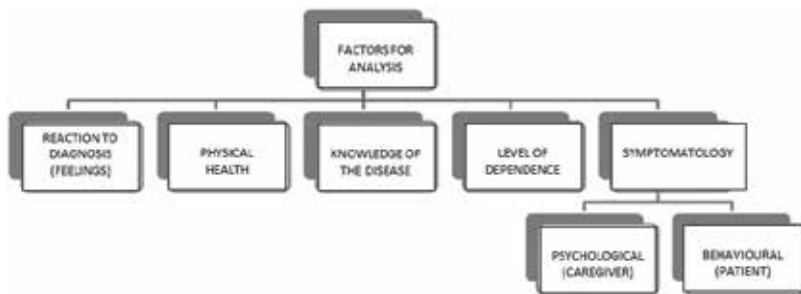 FACTORS FOR
ANALYSIS
REACTION TO
DIAGNOSIS
(FEELINGS)
PHYSICAL
HEALTH
KNOWLEDGE OF
THE DISEASE
LEVEL OF
DEPENDENCE
SYMPTOMATOLOGY
PSYCHOLOGICAL
(CAREGIVER)
BEHAVIOURAL
(PATIENT)